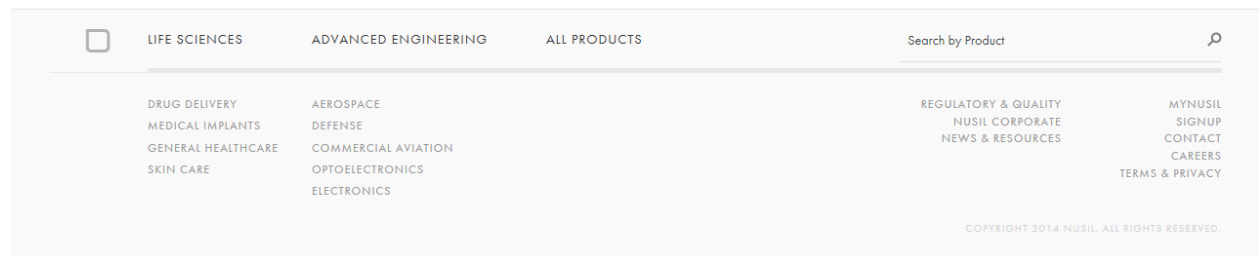 LIFE SCIENCES
ADVANCED ENGINEERING
ALL PRODUCTS
Search by Product
DRUG DELIVERY
MEDICAL IMPLANTS
GENERAL HEALTHCARE
SKIN CARE
AEROSPACE
DEFENSE
COMMERCIAL AVIATION
OPTOELECTRONICS
ELECTRONICS
REGULATORY & QUALITY
NUSIL CORPORATE
NEWS & RESOURCES
MYNUSIL
SIGNUP
CONTACT
CAREERS
TERMS & PRIVACY
COPYRIGHT 2014 NUSIL. ALL RIGHTS RESERVED.